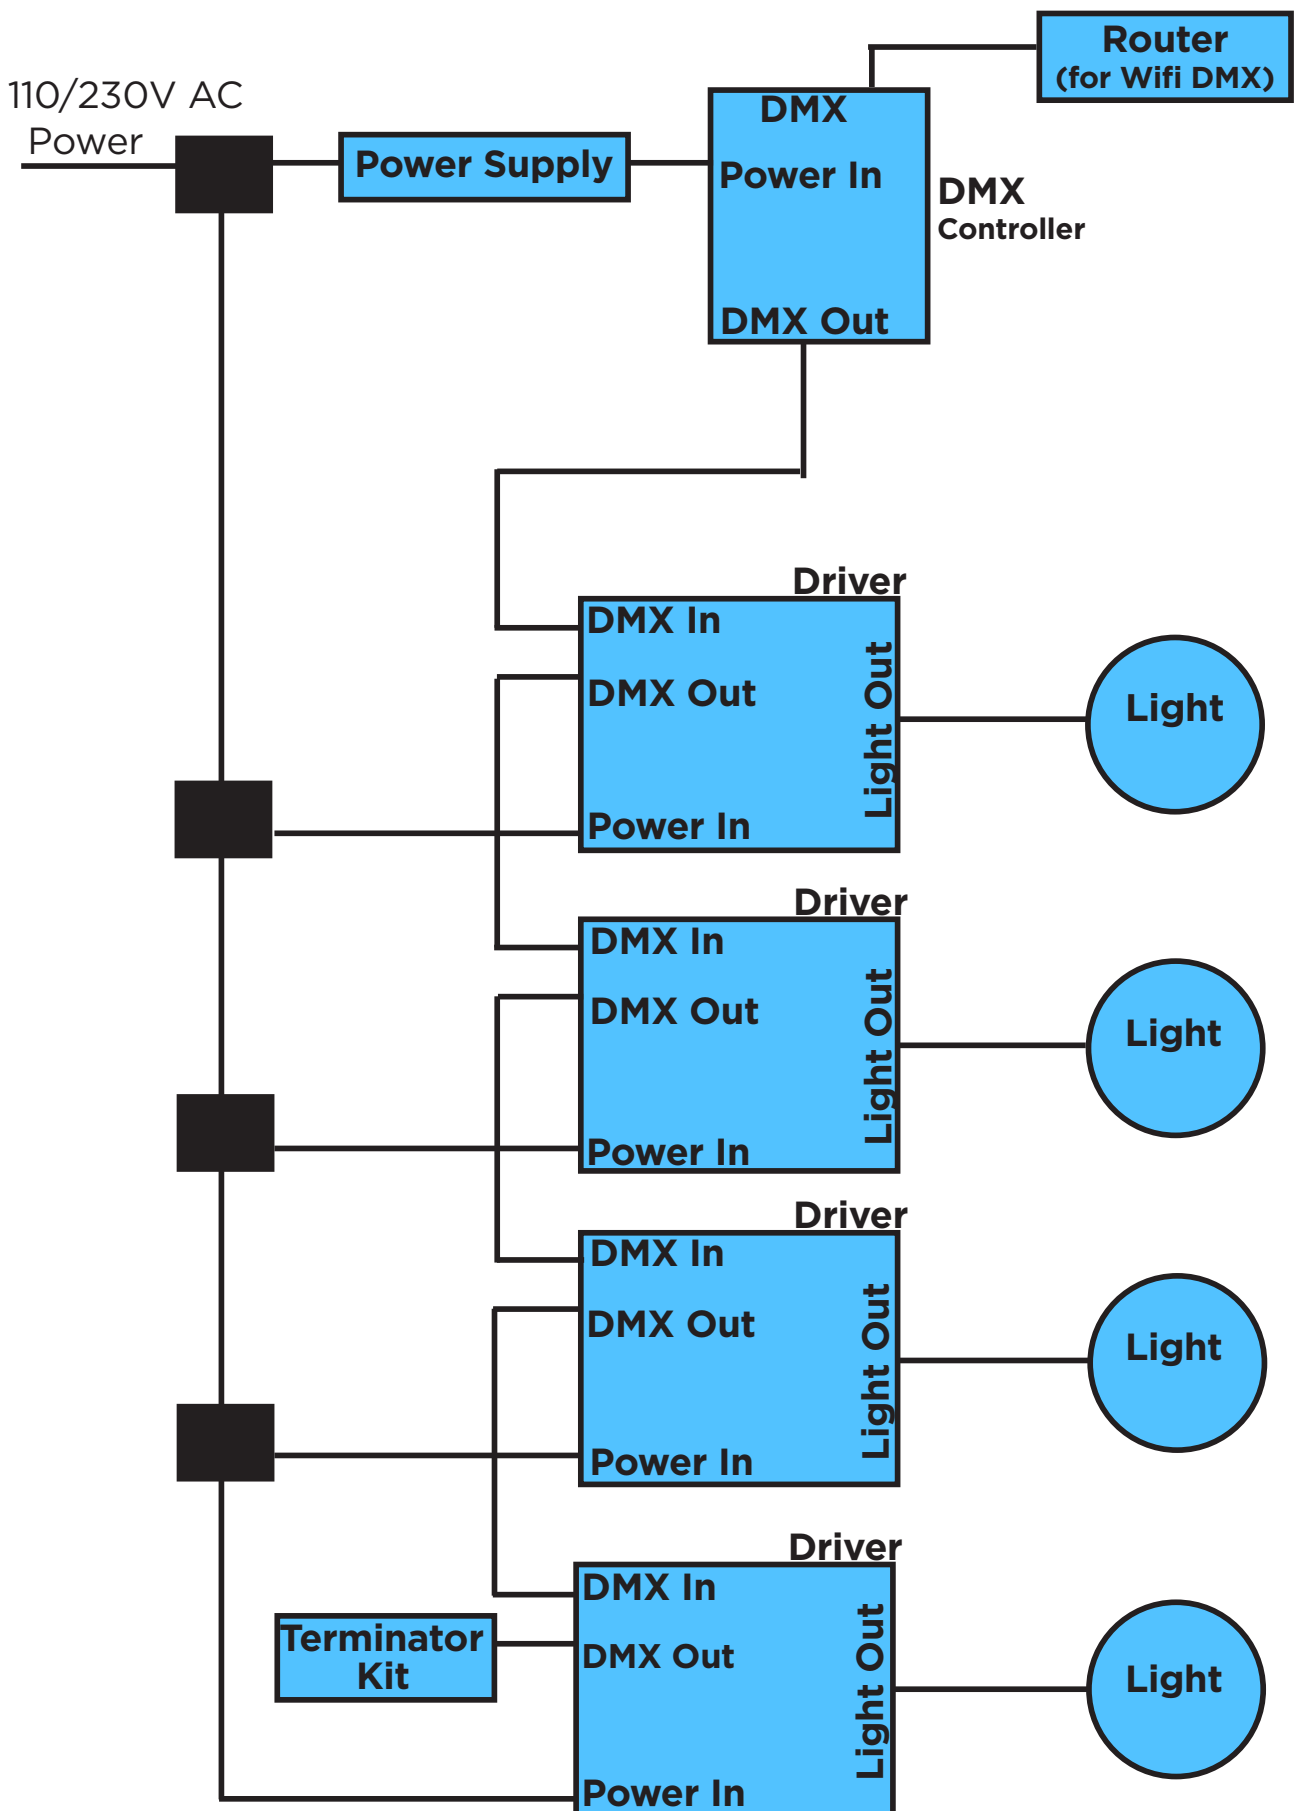 Router
(for Wifi DMX)
110/230V AC
Power
Power Supply
DMX
Power In
DMX Out
DMX
Controller
Driver
DMX In
DMX Out
Light Out
Power In
Light
Driver
DMX In
DMX Out
Light Out
Power In
Light
Driver
DMX In
DMX Out
Light Out
Power In
Light
Driver
DMX In
DMX Out
Light Out
Power In
Terminator
Kit
Light